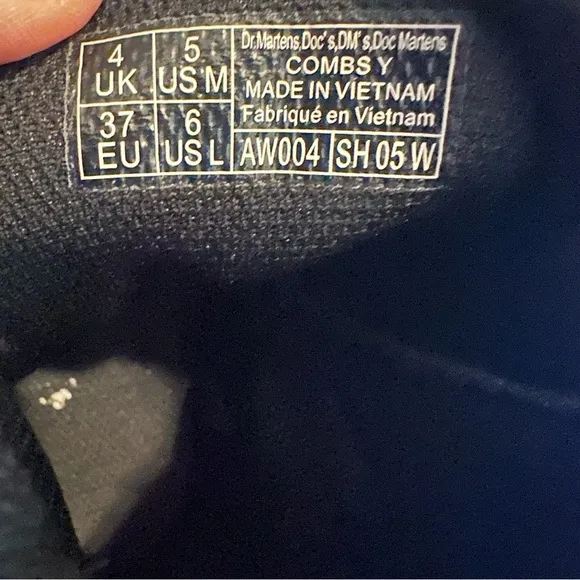 4
UK
5
US M
37
EU
6
US L
Dr.Martens,Doc's,DM's,Doc Martens
COMBS Y
MADE IN VIETNAM
Fabriqué en Vietnam
AW004 SH 05 W